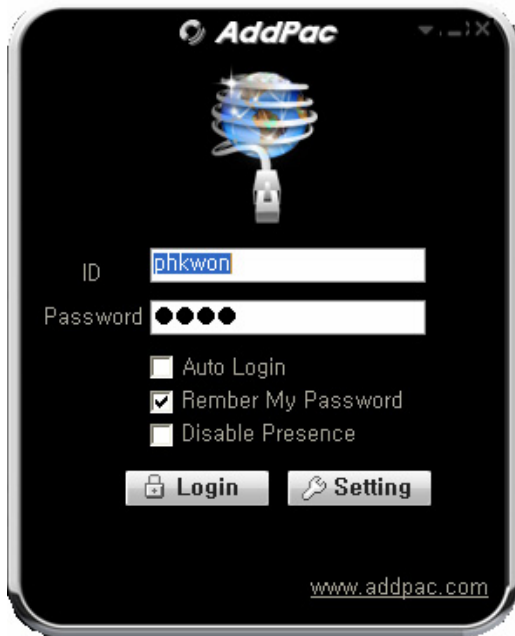 AddPac
ID phkwon
Password ●●●●
Auto Login
Rember My Password
Disable Presence
Login Setting
www.addpac.com